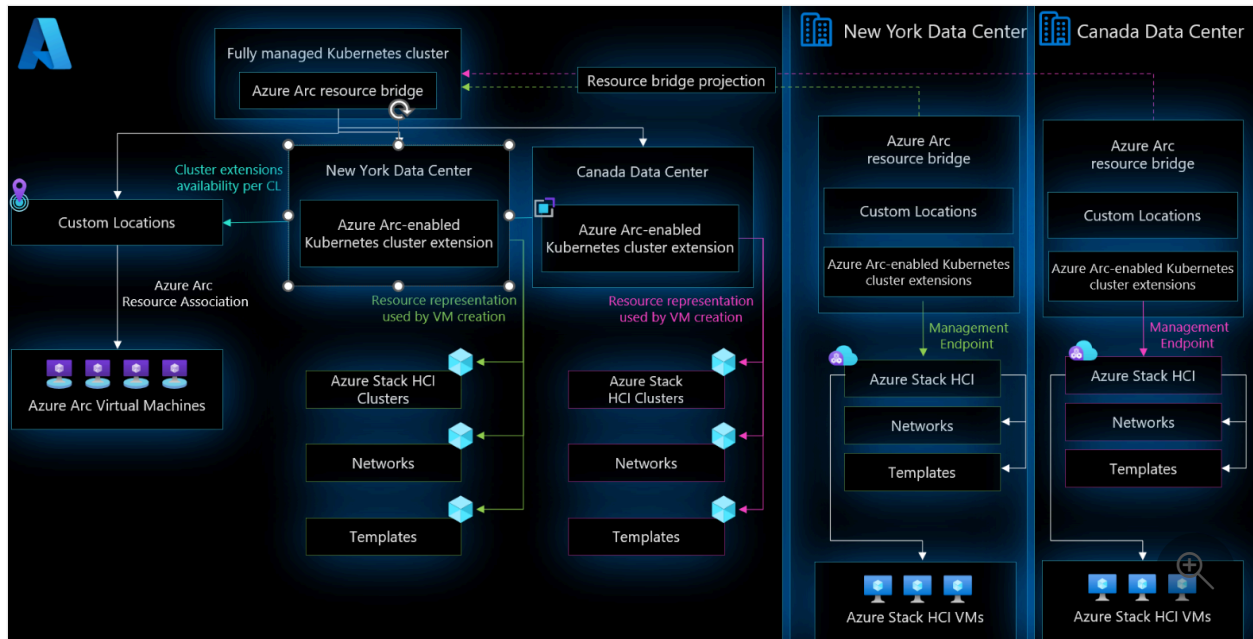 New York Data Center
Canada Data Center
Fully managed Kubernetes cluster
Azure Arc resource bridge
Resource bridge projection
Cluster extensions
availability per CL
New York Data Center
Canada Data Center
Custom Locations
Azure Arc-enabled
Kubernetes cluster extension
Azure Arc-enabled
Kubernetes cluster extension
Azure Arc
Resource Association
Resource representation
used by VM creation
Resource representation
used by VM creation
Azure Arc Virtual Machines
Azure Stack HCI
Clusters
Azure Stack
HCI Clusters
Networks
Networks
Templates
Templates
Azure Arc
resource bridge
Custom Locations
Azure Arc-enabled Kubernetes
cluster extensions
Management
Endpoint
Azure Stack HCI
Networks
Templates
Azure Stack HCI VMs
Azure Arc
resource bridge
Custom Locations
Azure Arc-enabled Kubernetes
cluster extensions
Management
Endpoint
Azure Stack HCI
Networks
Templates
Azure Stack HCI VMs